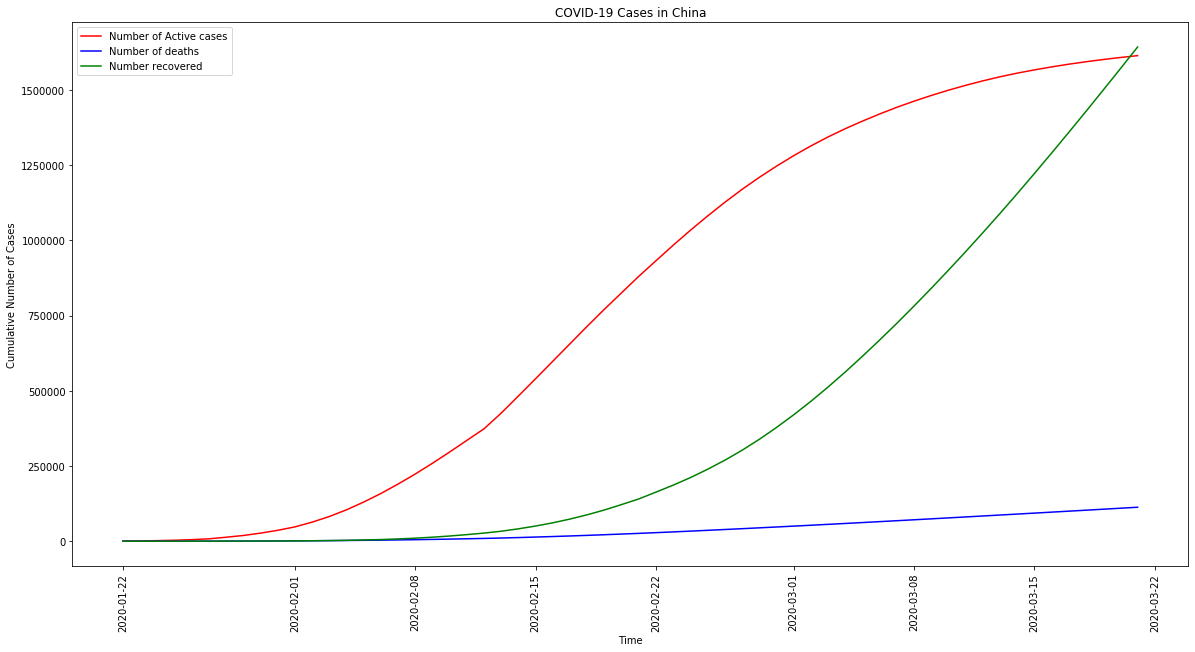 COVID-19 Cases in China
Number of Active cases
Number of deaths
Number recovered
Cumulative Number of Cases
1500000
1250000
1000000
750000
500000
250000
0
2020-01-22
2020-02-01
2020-02-08
2020-02-15
2020-02-22
2020-03-01
2020-03-08
2020-03-15
2020-03-22
Time